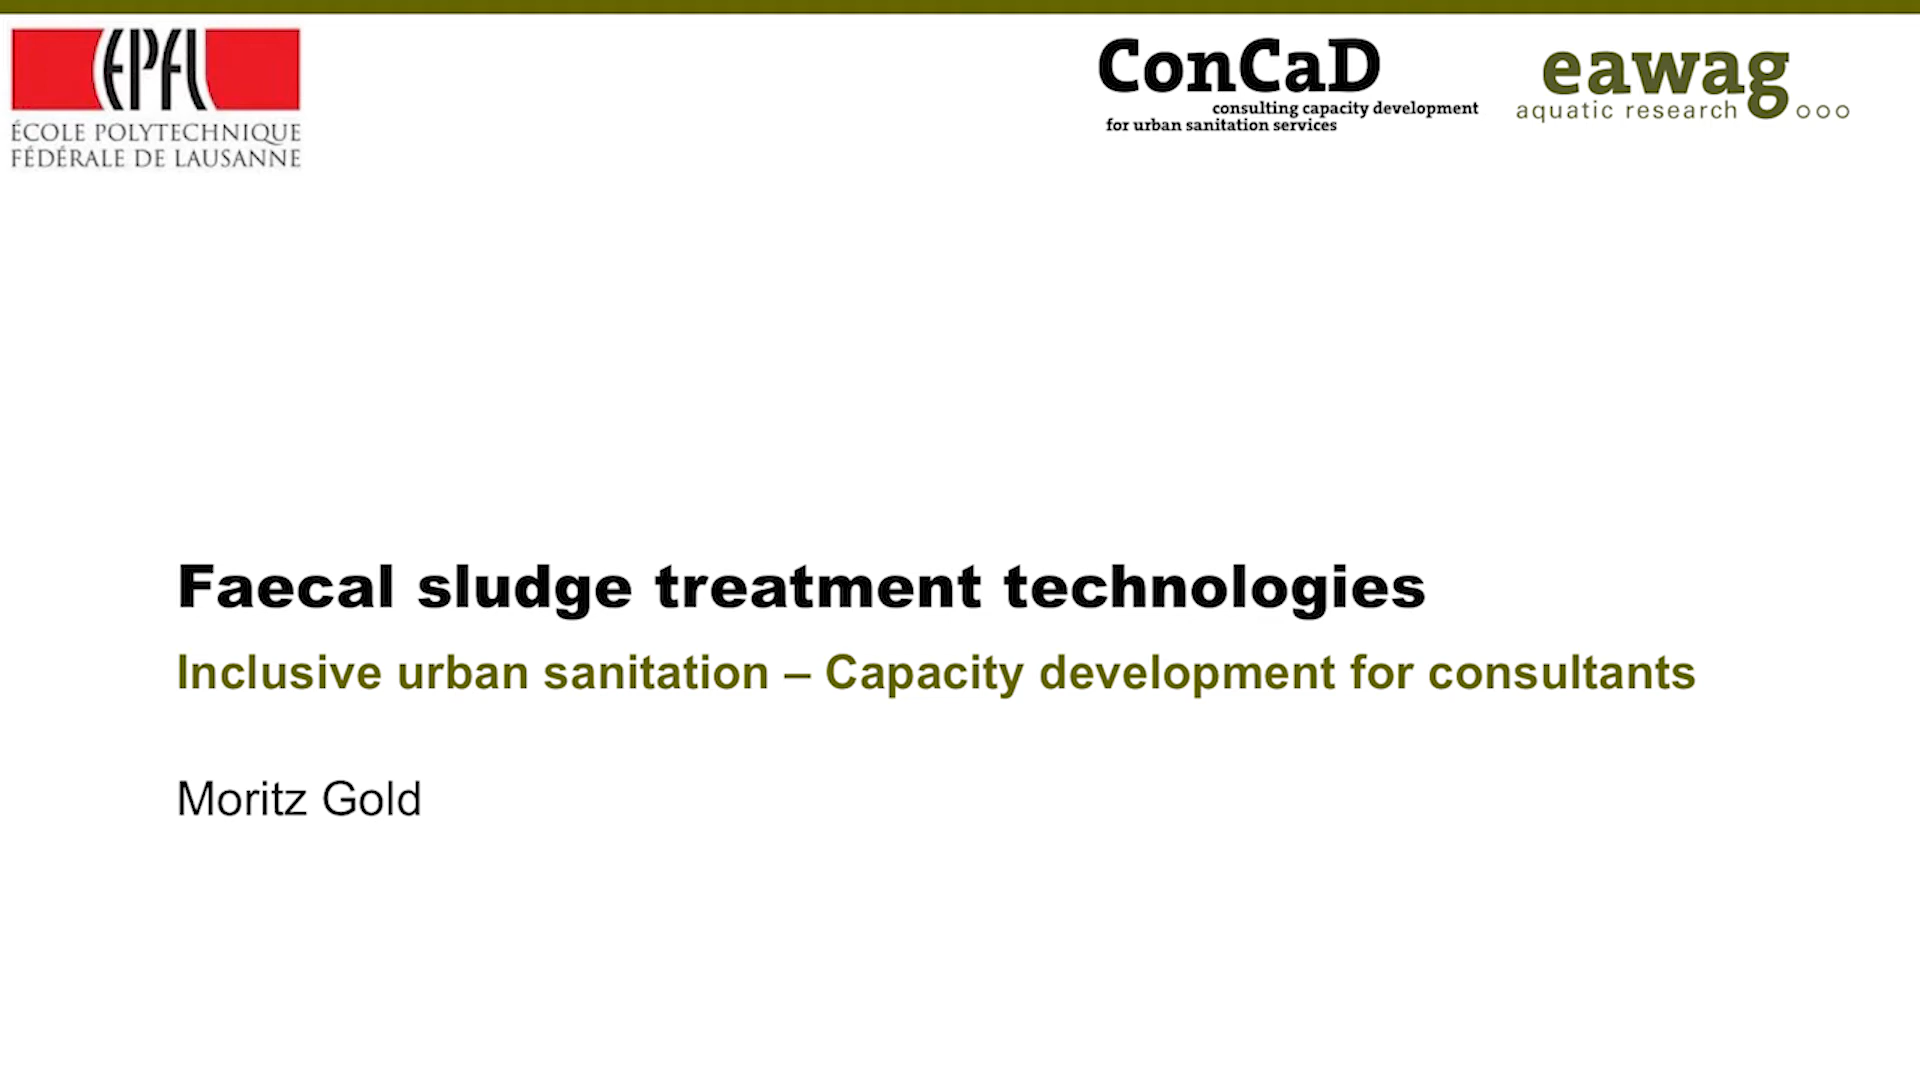 EPFL
ÉCOLE POLYTECHNIQUE
FÉDÉRALE DE LAUSANNE
ConCaD
consulting capacity development
for urban sanitation services
eawag
aquatic research
Faecal sludge treatment technologies
Inclusive urban sanitation – Capacity development for consultants
Moritz Gold